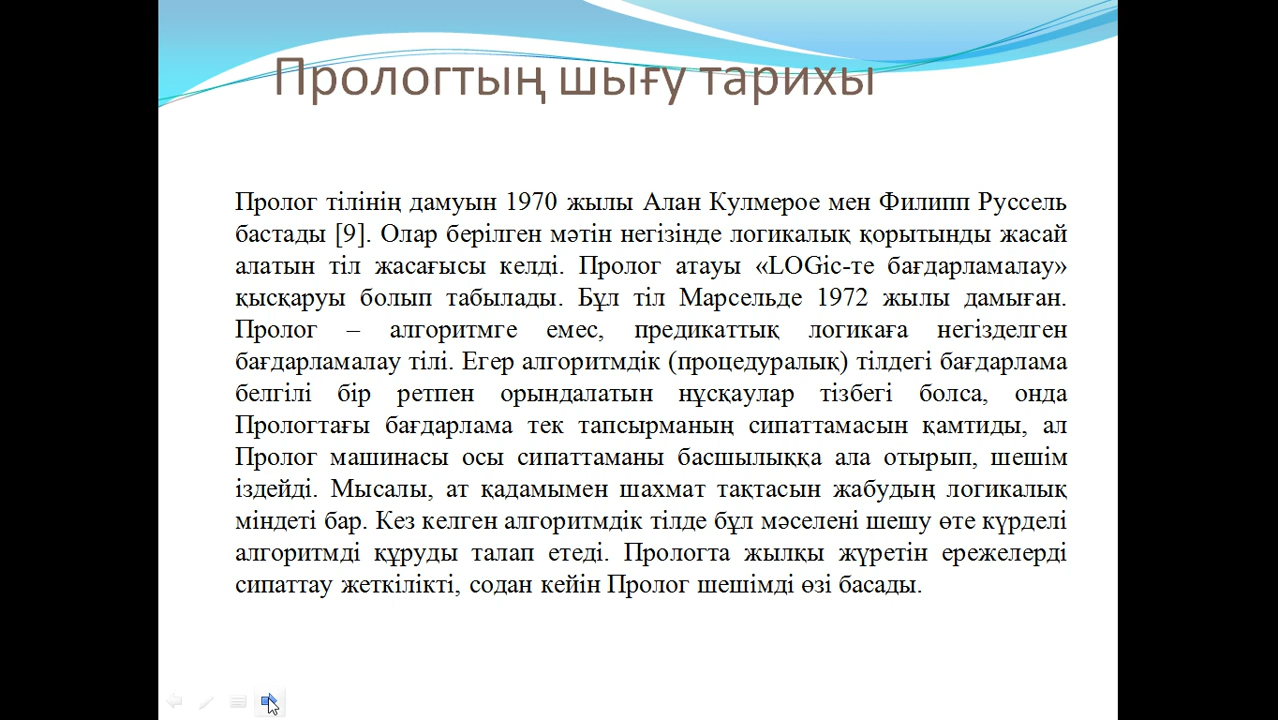 Прологтың шығу тарихы
Пролог тілінің дамуын 1970 жылы Алан Кулмерое мен Филипп Руссель
бастады [9]. Олар берілген мәтін негізінде логикалық қорытынды жасай
алатын тіл жасағысы келді. Пролог атауы «LOGic-те бағдарламалау»
қысқаруы болып табылады. Бұл тіл Марсельде 1972 жылы дамыған.
Пролог – алгоритмге емес, предикаттық логикаға негізделген
бағдарламалау тілі. Егер алгоритмдік (процедуралық) тілдегі бағдарлама
белгілі бір ретпен орындалатын нұсқаулар тізбегі болса, онда
Прологтағы бағдарлама тек тапсырманың сипаттамасын қамтиды, ал
Пролог машинасы осы сипаттаманы басшылыққа ала отырып, шешім
іздейді. Мысалы, ат қадамымен шахмат тақтасын жабудың логикалық
міндеті бар. Кез келген алгоритмдік тілде бұл мәселені шешу өте күрделі
алгоритмді құруды талап етеді. Прологта жылқы жүретін ережелерді
сипаттау жеткілікті, содан кейін Пролог шешімді өзі басады.